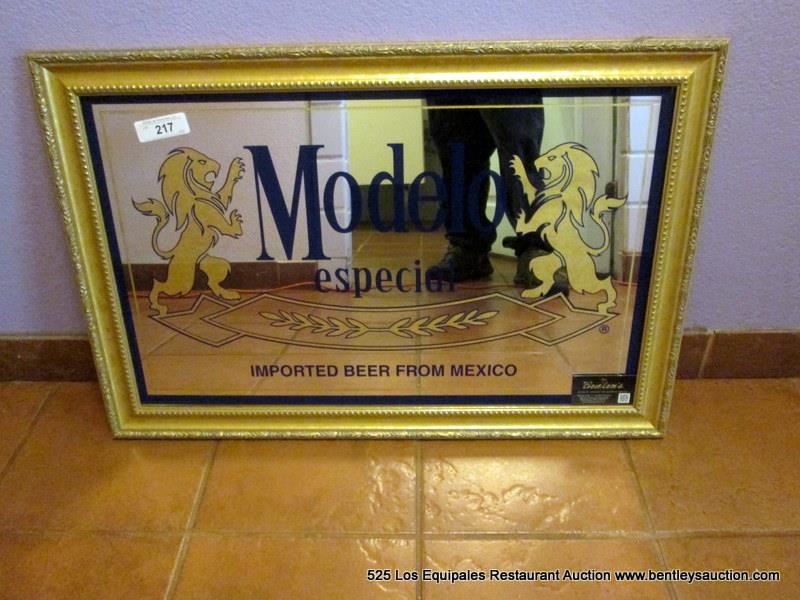 217
Modelo
especial
®
IMPORTED BEER FROM MEXICO
525 Los Equipales Restaurant Auction www.bentleysauction.com